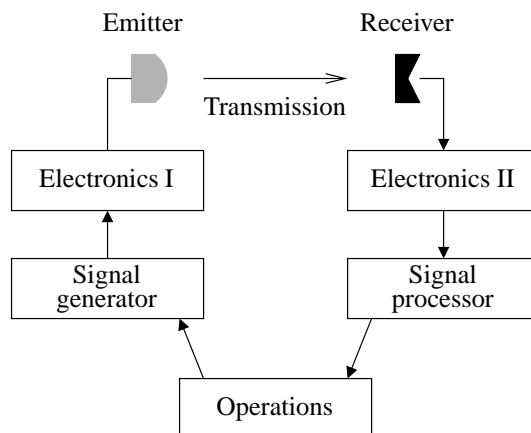 Emitter
Receiver
Transmission
Electronics I
Electronics II
Signal
generator
Signal
processor
Operations